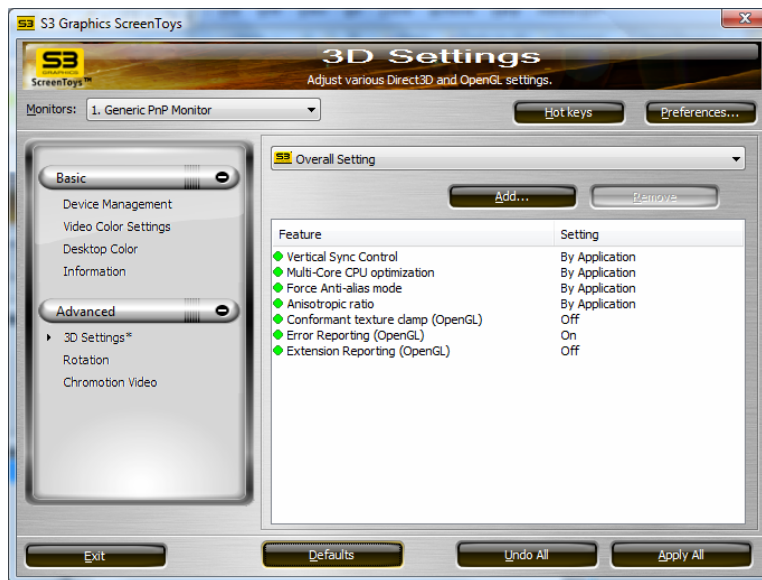 S3 S3 Graphics ScreenToys
S3
GRAPHICS
ScreenToys™
3D Settings
Adjust various Direct3D and OpenGL settings.
Monitors: 1. Generic PnP Monitor
Hot keys
Preferences...
Basic
Device Management
Video Color Settings
Desktop Color
Information
Advanced
3D Settings*
Rotation
Chromotion Video
S3 Overall Setting
Add...
Remove
Feature Setting
Vertical Sync Control By Application
Multi-Core CPU optimization By Application
Force Anti-alias mode By Application
Anisotropic ratio By Application
Conformant texture clamp (OpenGL) Off
Error Reporting (OpenGL) On
Extension Reporting (OpenGL) Off
Exit
Defaults
Undo All
Apply All